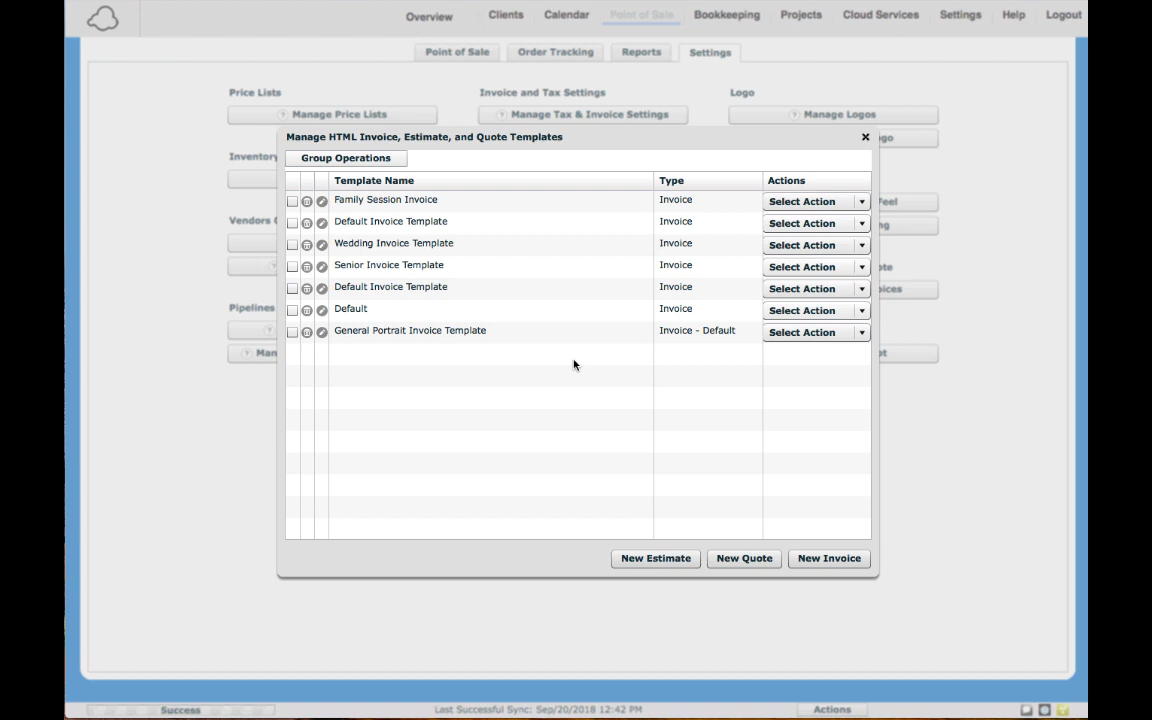 Overview Clients Calendar Point of Sale Bookkeeping Projects Cloud Services Settings Help Logout
Point of Sale Order Tracking Reports Settings
Price Lists Invoice and Tax Settings Logo
Manage Price Lists Manage Tax & Invoice Settings Manage Logos
Manage HTML Invoice, Estimate, and Quote Templates
Inventory
Group Operations
Template Name Type Actions
Family Session Invoice Invoice Select Action
Vendors
Default Invoice Template Invoice Select Action
Wedding Invoice Template Invoice Select Action
Senior Invoice Template Invoice Select Action
Default Invoice Template Invoice Select Action
Pipelines Default Invoice Select Action
General Portrait Invoice Template Invoice - Default Select Action
New Estimate New Quote New Invoice
Success Last Successful Sync: Sep/20/2018 12:42 PM Actions